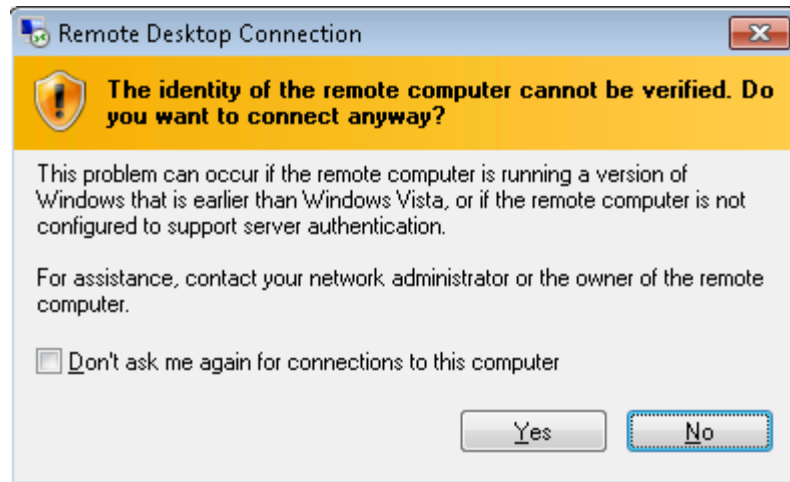 Remote Desktop Connection
The identity of the remote computer cannot be verified. Do
you want to connect anyway?
This problem can occur if the remote computer is running a version of
Windows that is earlier than Windows Vista, or if the remote computer is not
configured to support server authentication.
For assistance, contact your network administrator or the owner of the remote
computer.
Don't ask me again for connections to this computer
Yes No